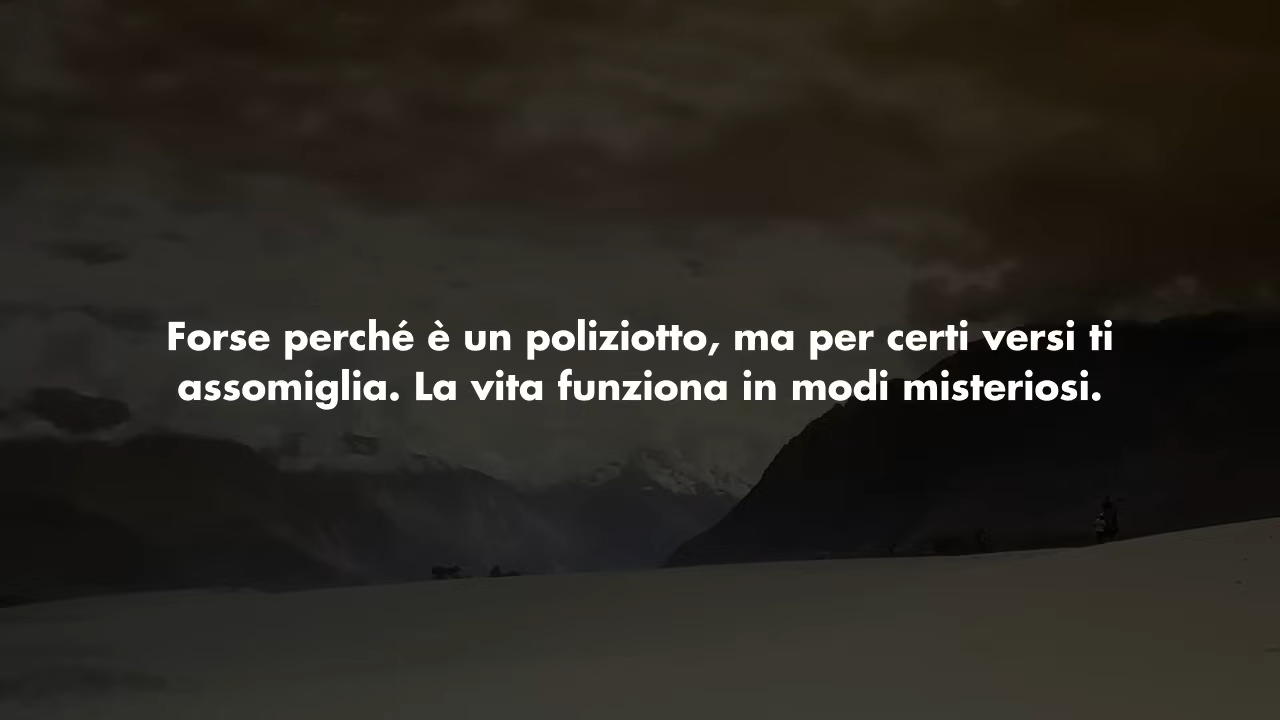 Forse perché è un poliziotto, ma per certi versi ti
assomiglia. La vita funziona in modi misteriosi.